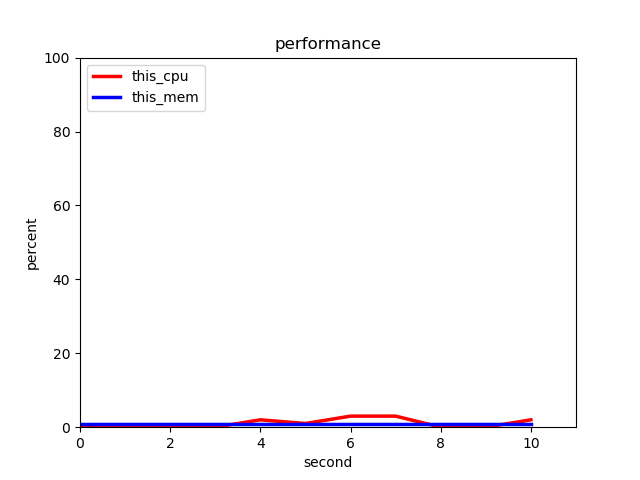 performance
this_cpu
this_mem
percent
100
80
60
40
20
0
0 2 4 6 8 10
second